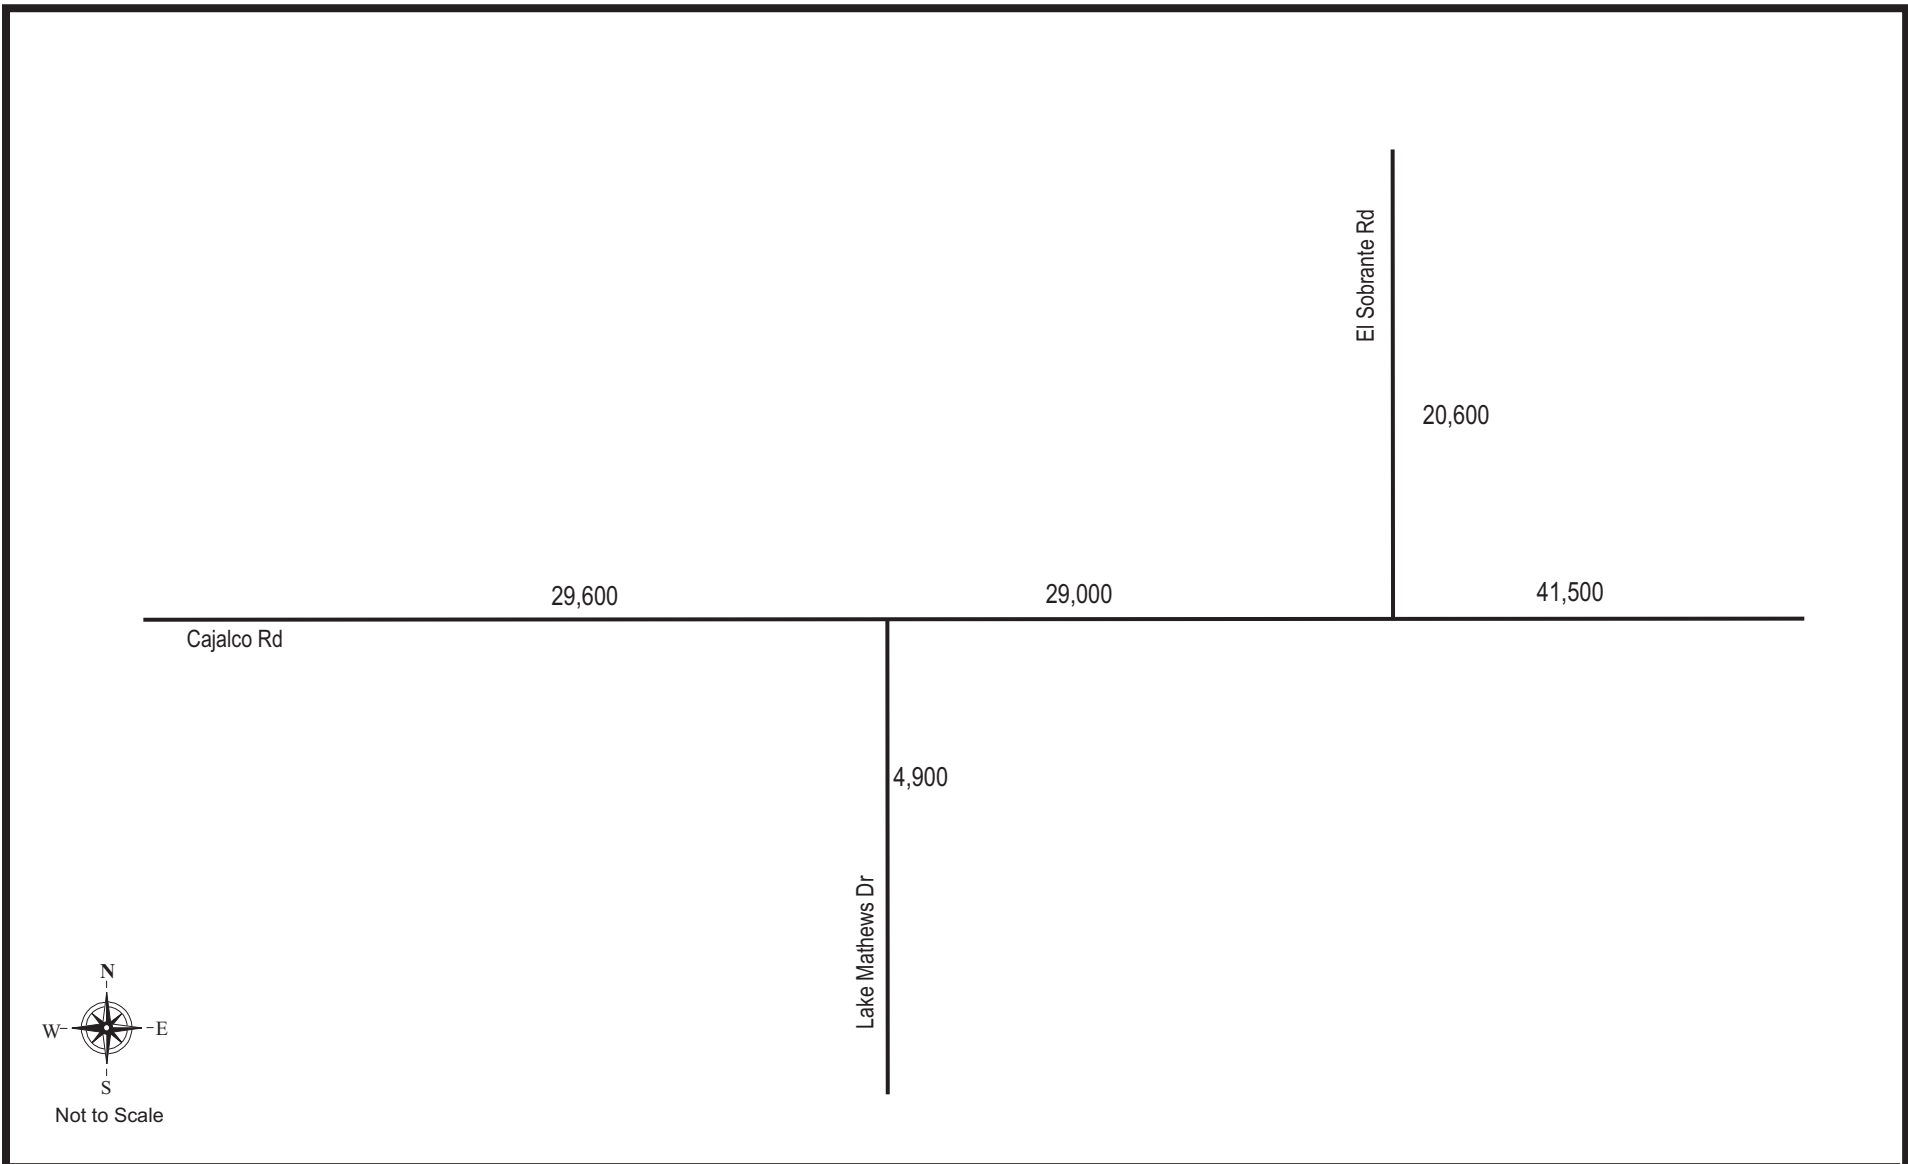 El Sobrante Rd
20,600
29,600
29,000
41,500
Cajalco Rd
4,900
Lake Mathews Dr
N
W
E
S
Not to Scale